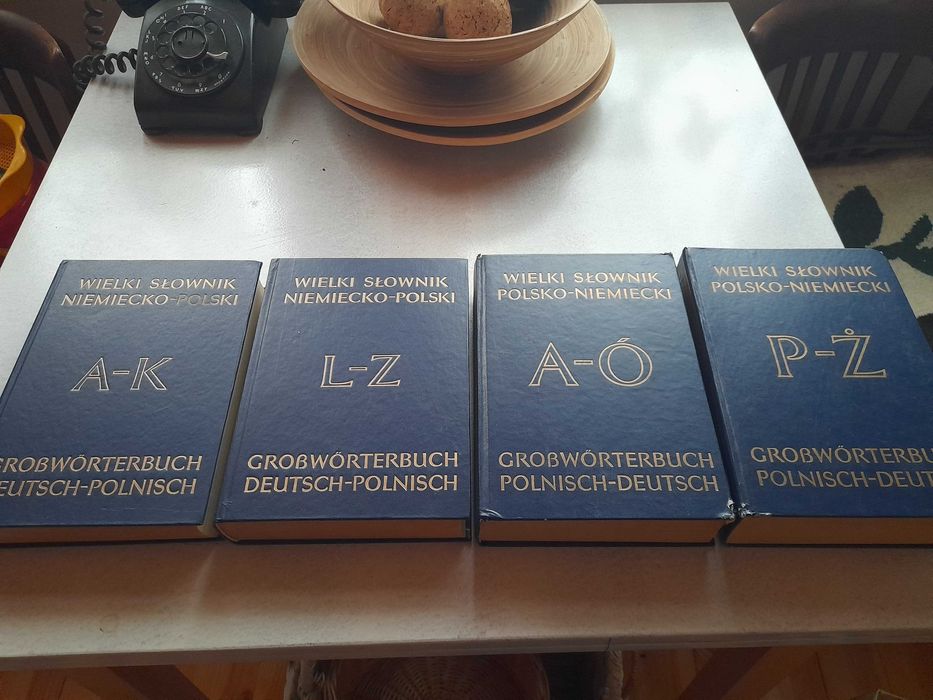 WIELKI SŁOWNIK
NIEMIECKO-POLSKI
A-K
GROßWÖRTERBUCH
DEUTSCH-POLNISCH
WIELKI SŁOWNIK
NIEMIECKO-POLSKI
L-Z
GROßWÖRTERBUCH
DEUTSCH-POLNISCH
WIELKI SŁOWNIK
POLSKO-NIEMIECKI
A-Ó
GROßWÖRTERBUCH
POLNISCH-DEUTSCH
WIELKI SŁOWNIK
POLSKO-NIEMIECKI
P-Ż
GROßWÖRTERBUCH
POLNISCH-DEUT